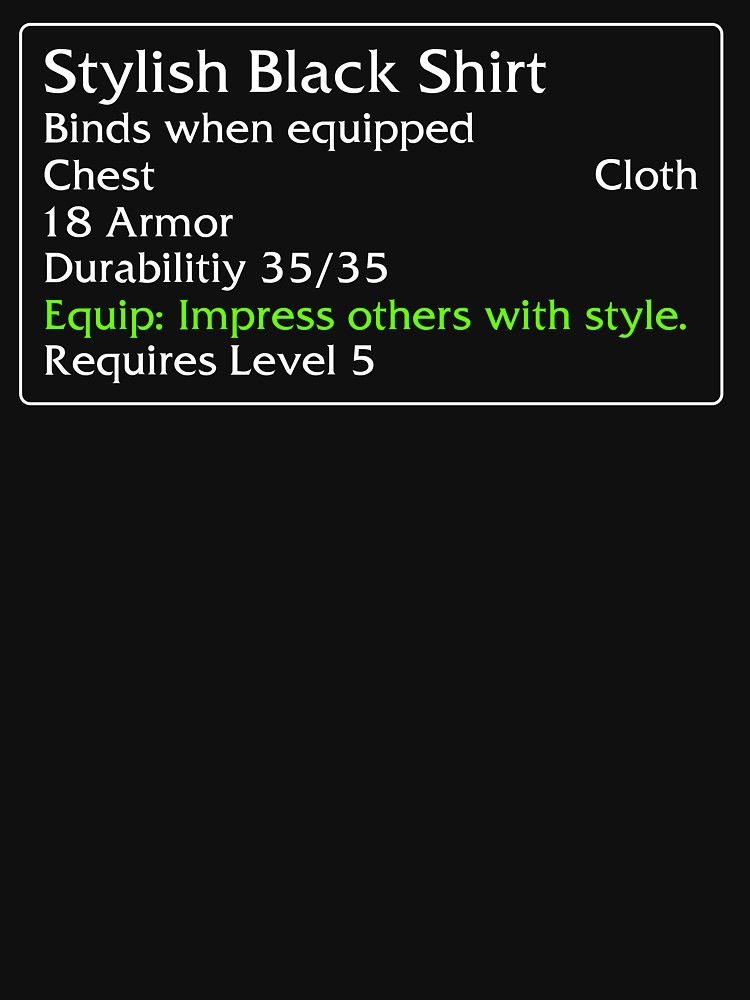 Stylish Black Shirt
Binds when equipped
Chest Cloth
18 Armor
Durabilitiy 35/35
Equip: Impress others with style.
Requires Level 5